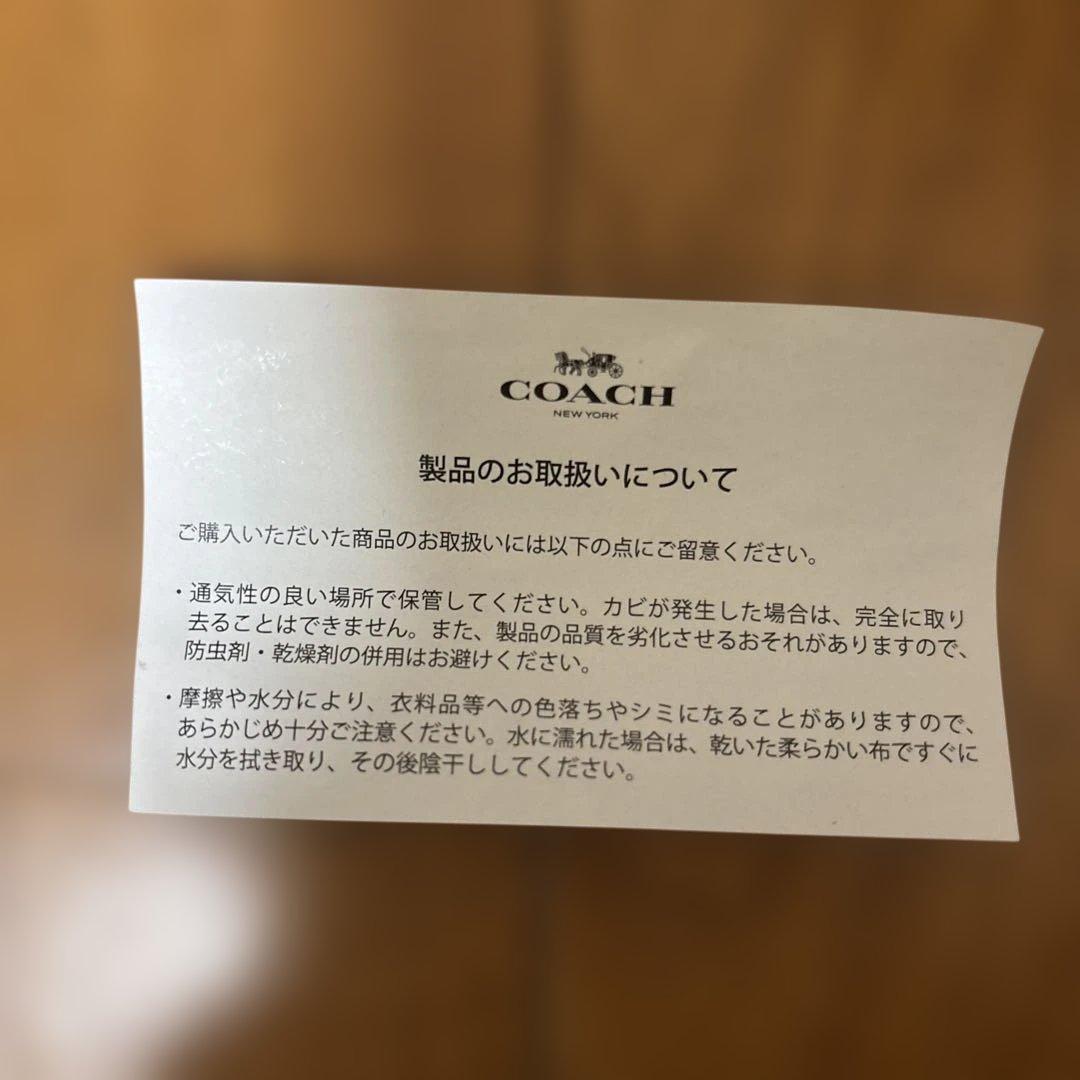 COACH
NEW YORK
製品のお取扱いについて
ご購入いただいた商品のお取扱いには以下の点にご留意ください。
・通気性の良い場所で保管してください。カビが発生した場合は、完全に取り
去ることはできません。また、製品の品質を劣化させるおそれがありますので、
防虫剤・乾燥剤の併用はお避けください。
・摩擦や水分により、衣料品等への色落ちやシミになることがありますので、
あらかじめ十分ご注意ください。水に濡れた場合は、乾いた柔らかい布ですぐに
水分を拭き取り、その後陰干ししてください。